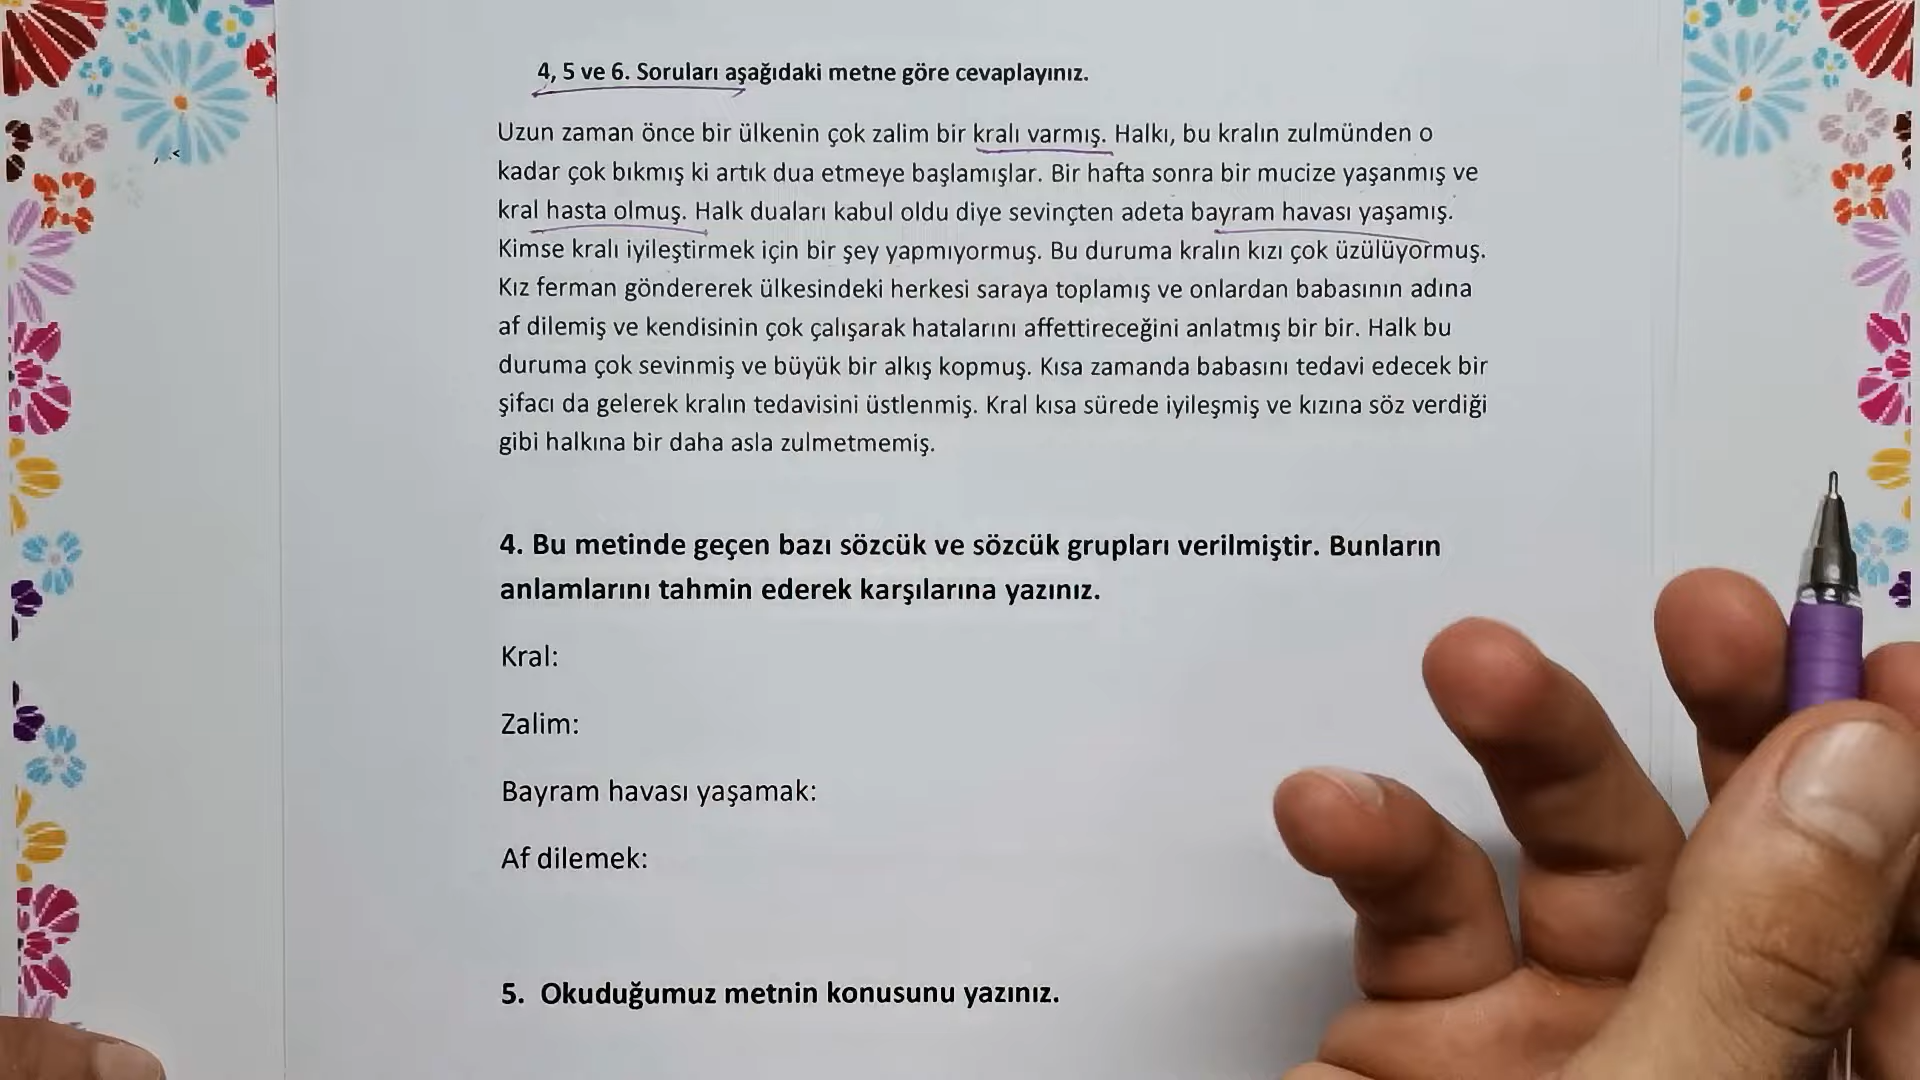 4, 5 ve 6. Soruları aşağıdaki metne göre cevaplayınız.
Uzun zaman önce bir ülkenin çok zalim bir kralı varmış. Halkı, bu kralın zulmünden o
kadar çok bıkmış ki artık dua etmeye başlamışlar. Bir hafta sonra bir mucize yaşanmış ve
kral hasta olmuş. Halk duaları kabul oldu diye sevinçten adeta bayram havası yaşamış.
Kimse kralı iyileştirmek için bir şey yapmıyormuş. Bu duruma kralın kızı çok üzülüyormuş.
Kız ferman göndererek ülkesindeki herkesi saraya toplamış ve onlardan babasının adına
af dilemiş ve kendisinin çok çalışarak hatalarını affettireceğini anlatmış bir bir. Halk bu
duruma çok sevinmiş ve büyük bir alkış kopmuş. Kısa zamanda babasını tedavi edecek bir
şifacı da gelerek kralın tedavisini üstlenmiş. Kral kısa sürede iyileşmiş ve kızına söz verdiği
gibi halkına bir daha asla zulmetmemiş.
4. Bu metinde geçen bazı sözcük ve sözcük grupları verilmiştir. Bunların
anlamlarını tahmin ederek karşılarına yazınız.
Kral:
Zalim:
Bayram havası yaşamak:
Af dilemek:
5. Okuduğumuz metnin konusunu yazınız.